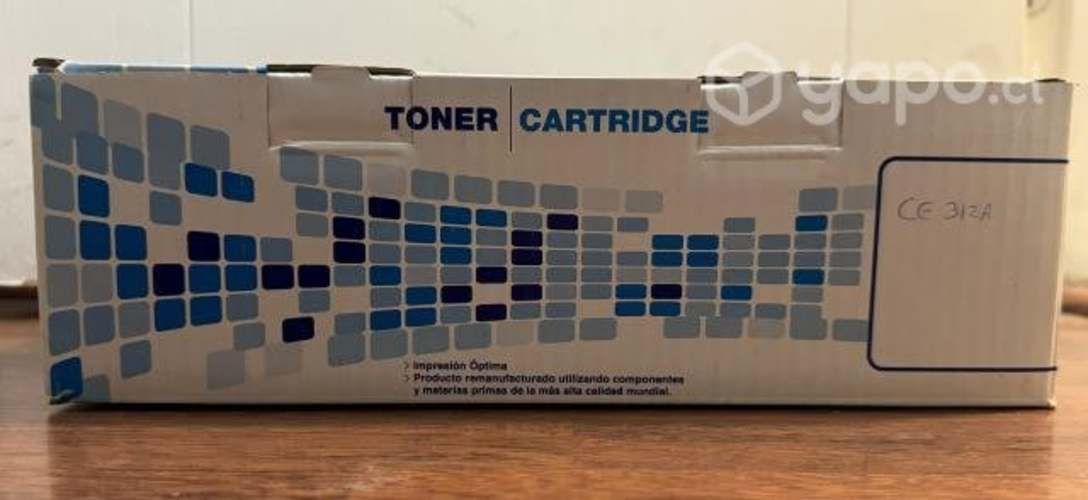 yapo.cl
TONER CARTRIDGE
CE 312A
> Impresión Óptima
> Producto remanufacturado utilizando componentes
y materias primas de la más alta calidad mundial.